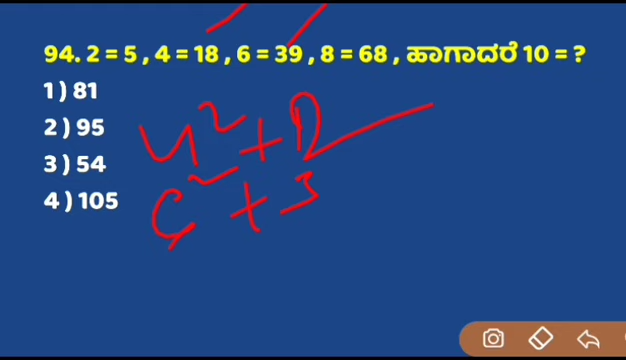 94. 2 = 5 , 4 = 18 , 6 = 39 , 8 = 68 , ಹಾಗಾದರೆ 10 = ?
1 ) 81
2 ) 95
3 ) 54
4 ) 105
4² + 2
6² + 3